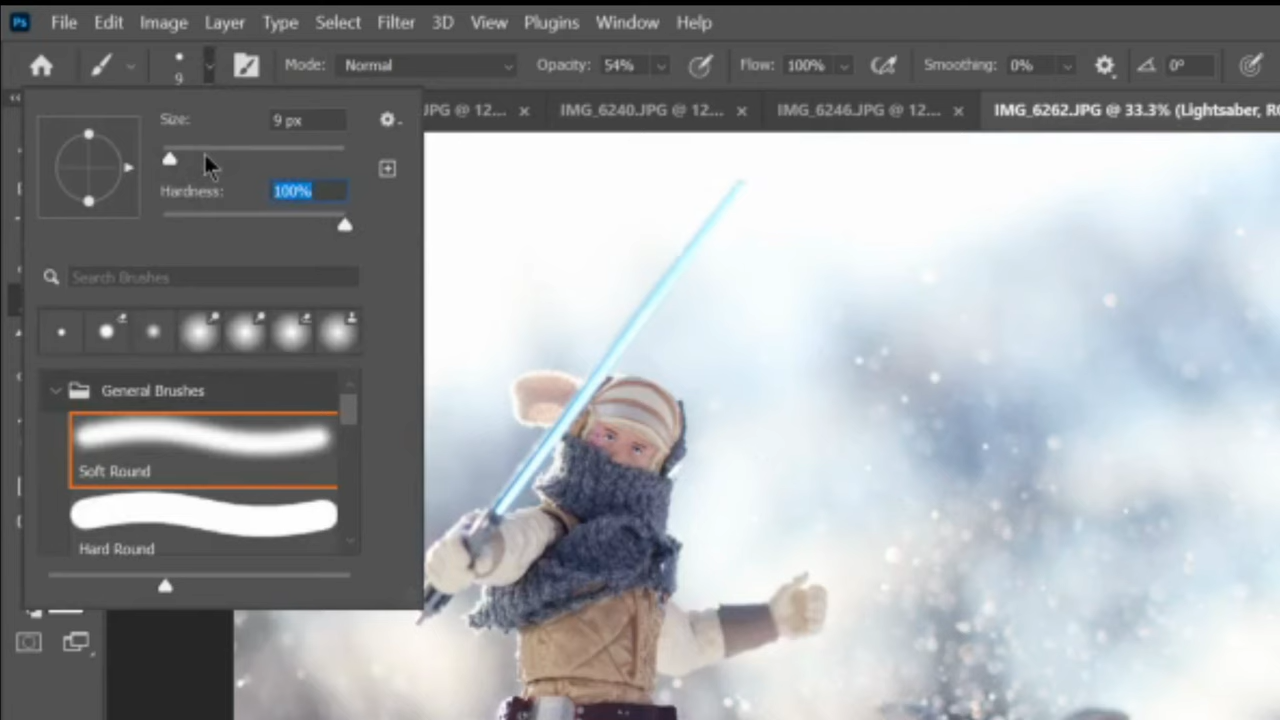 Ps File Edit Image Layer Type Select Filter 3D View Plugins Window Help
9 Mode: Normal Opacity: 54% Flow: 100% Smoothing: 0% 0°
JPG @ 12... × IMG_6240.JPG @ 12... × IMG_6246.JPG @ 12... × IMG_6262.JPG @ 33.3% (Lightsaber, R
Size: 9 px
Hardness: 100%
Search Brushes
General Brushes
Soft Round
Hard Round